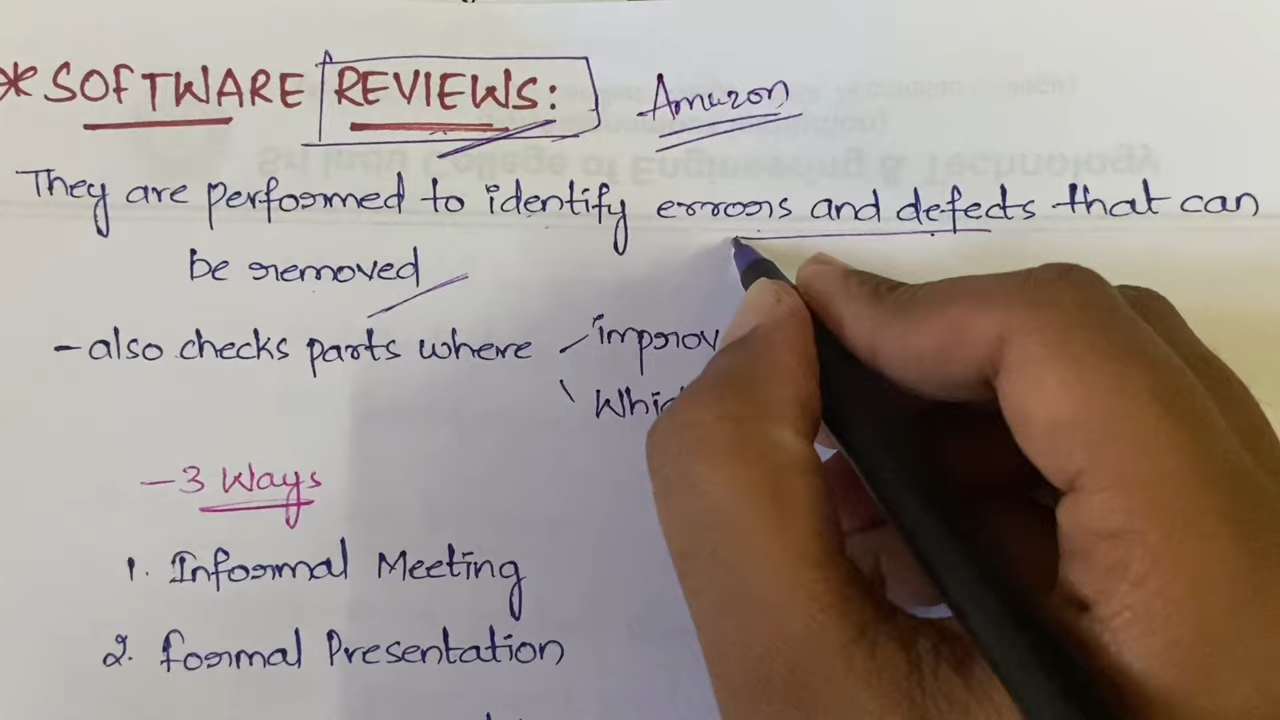 * SOFTWARE REVIEWS: Amazon
They are performed to identify errors and defects that can
be removed
- also checks parts where improv
- 3 Ways
1. Informal Meeting
2. formal Presentation